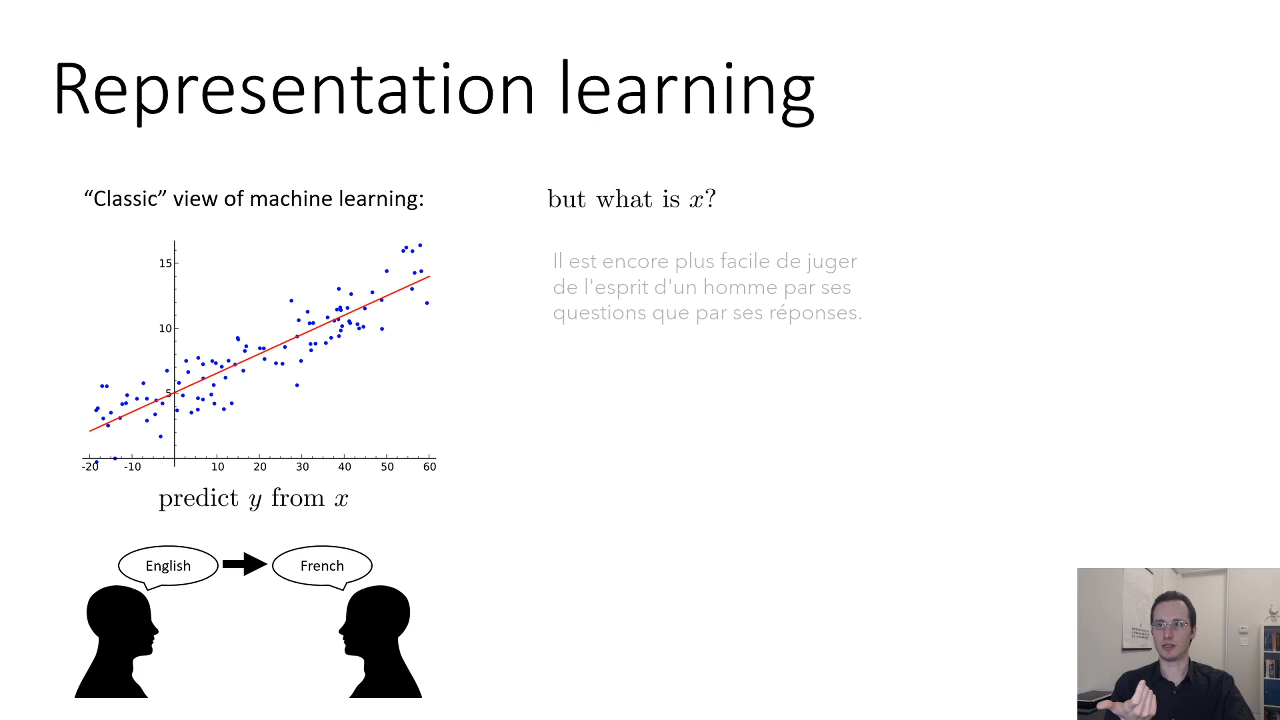 Representation learning
“Classic” view of machine learning:
but what is x?
Il est encore plus facile de juger
de l'esprit d'un homme par ses
questions que par ses réponses.
15
10
5
-20 -10 10 20 30 40 50 60
predict y from x
English
French